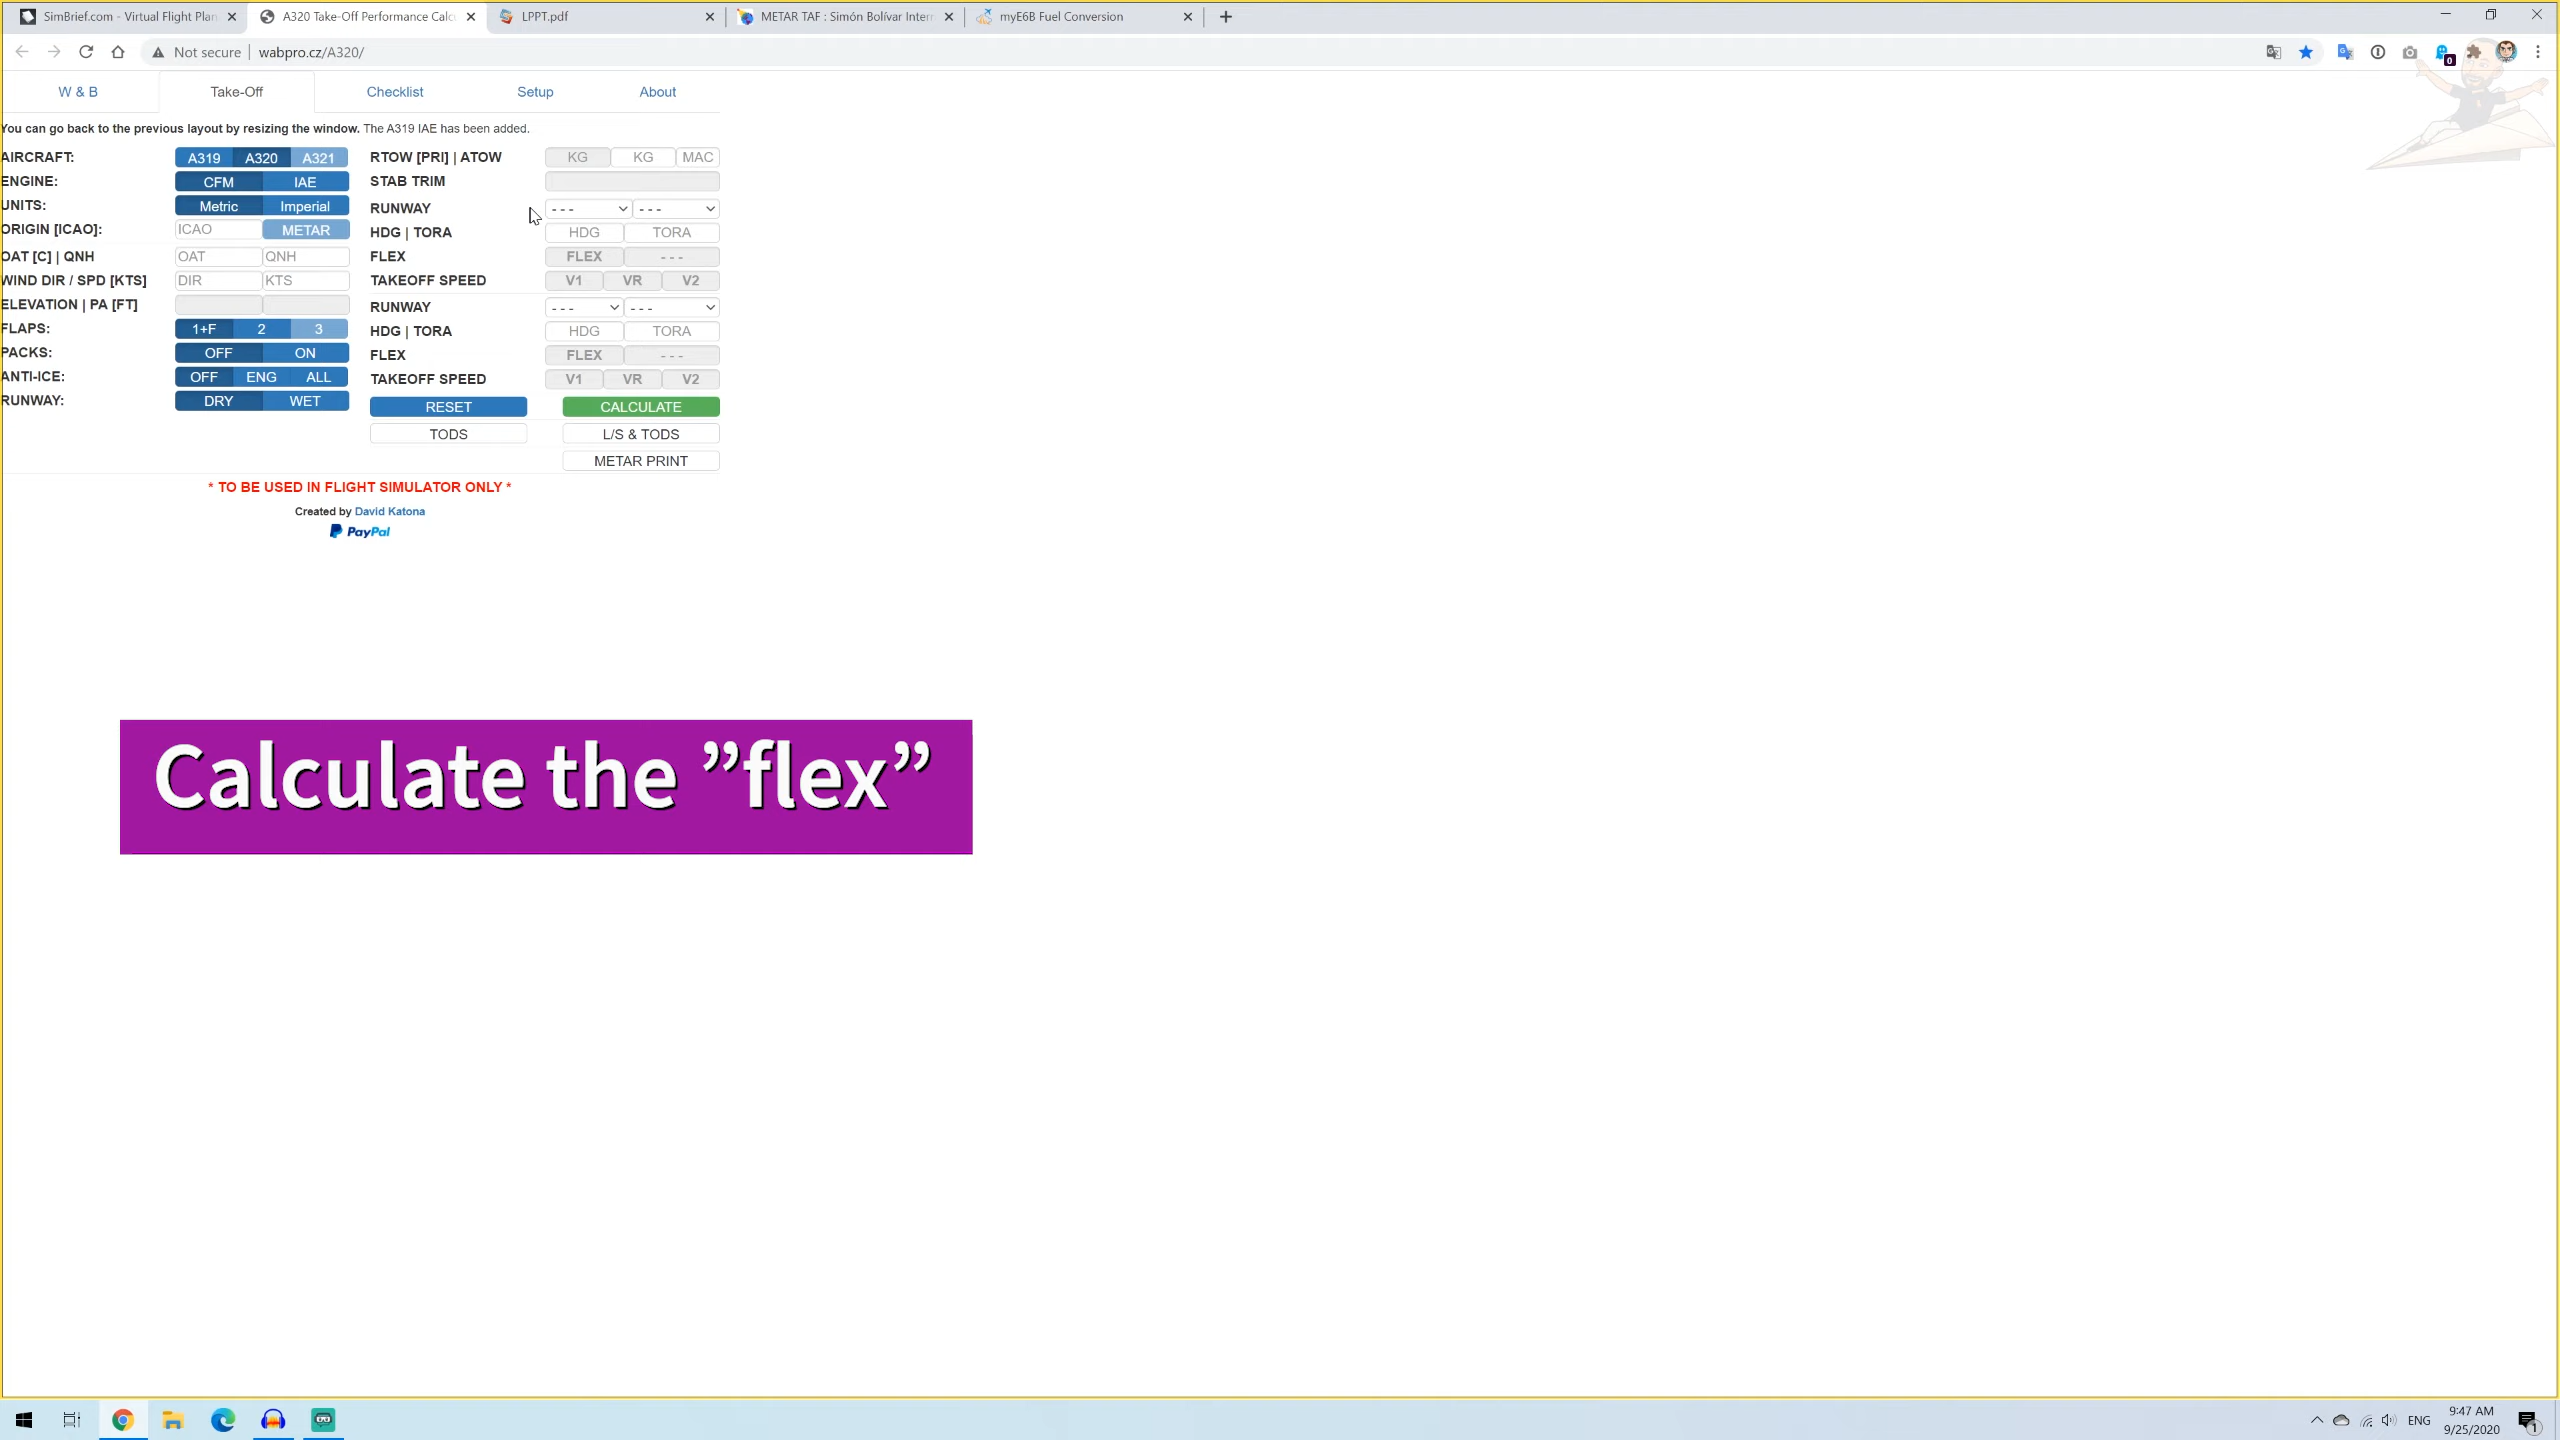 SimBrief.com - Virtual Flight Plan
A320 Take-Off Performance Calc
LPPT.pdf
METAR TAF : Simón Bolívar Intern
myE6B Fuel Conversion
Not secure
wabpro.cz/A320/
0
W & B
Take-Off
Checklist
Setup
About
You can go back to the previous layout by resizing the window. The A319 IAE has been added.
AIRCRAFT: A319 A320 A321
ENGINE: CFM IAE
UNITS: Metric Imperial
ORIGIN [ICAO]: ICAO METAR
OAT [C] | QNH OAT QNH
WIND DIR / SPD [KTS] DIR KTS
ELEVATION | PA [FT]
FLAPS: 1+F 2 3
PACKS: OFF ON
ANTI-ICE: OFF ENG ALL
RUNWAY: DRY WET
RTOW [PRI] | ATOW KG KG MAC
STAB TRIM
RUNWAY - - - - - -
HDG | TORA HDG TORA
FLEX FLEX - - -
TAKEOFF SPEED V1 VR V2
RUNWAY - - - - - -
HDG | TORA HDG TORA
FLEX FLEX - - -
TAKEOFF SPEED V1 VR V2
RESET CALCULATE
TODS L/S & TODS
METAR PRINT
* TO BE USED IN FLIGHT SIMULATOR ONLY *
Created by David Katona
PayPal
Calculate the ”flex”
ENG
9:47 AM
9/25/2020
1